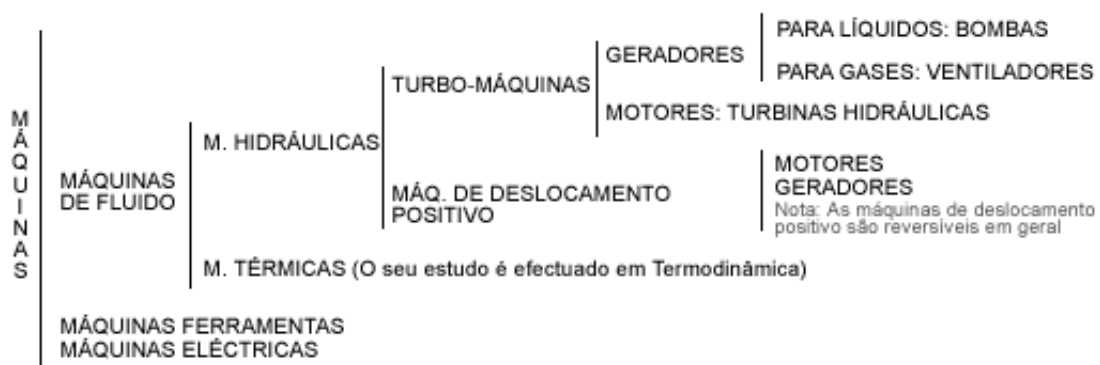 MÁQUINAS
MÁQUINAS
DE FLUIDO
M. HIDRÁULICAS
TURBO-MÁQUINAS
GERADORES
PARA LÍQUIDOS: BOMBAS
PARA GASES: VENTILADORES
MOTORES: TURBINAS HIDRÁULICAS
MÁQ. DE DESLOCAMENTO
POSITIVO
MOTORES
GERADORES
Nota: As máquinas de deslocamento
positivo são reversíveis em geral
M. TÉRMICAS (O seu estudo é efectuado em Termodinâmica)
MÁQUINAS FERRAMENTAS
MÁQUINAS ELÉCTRICAS